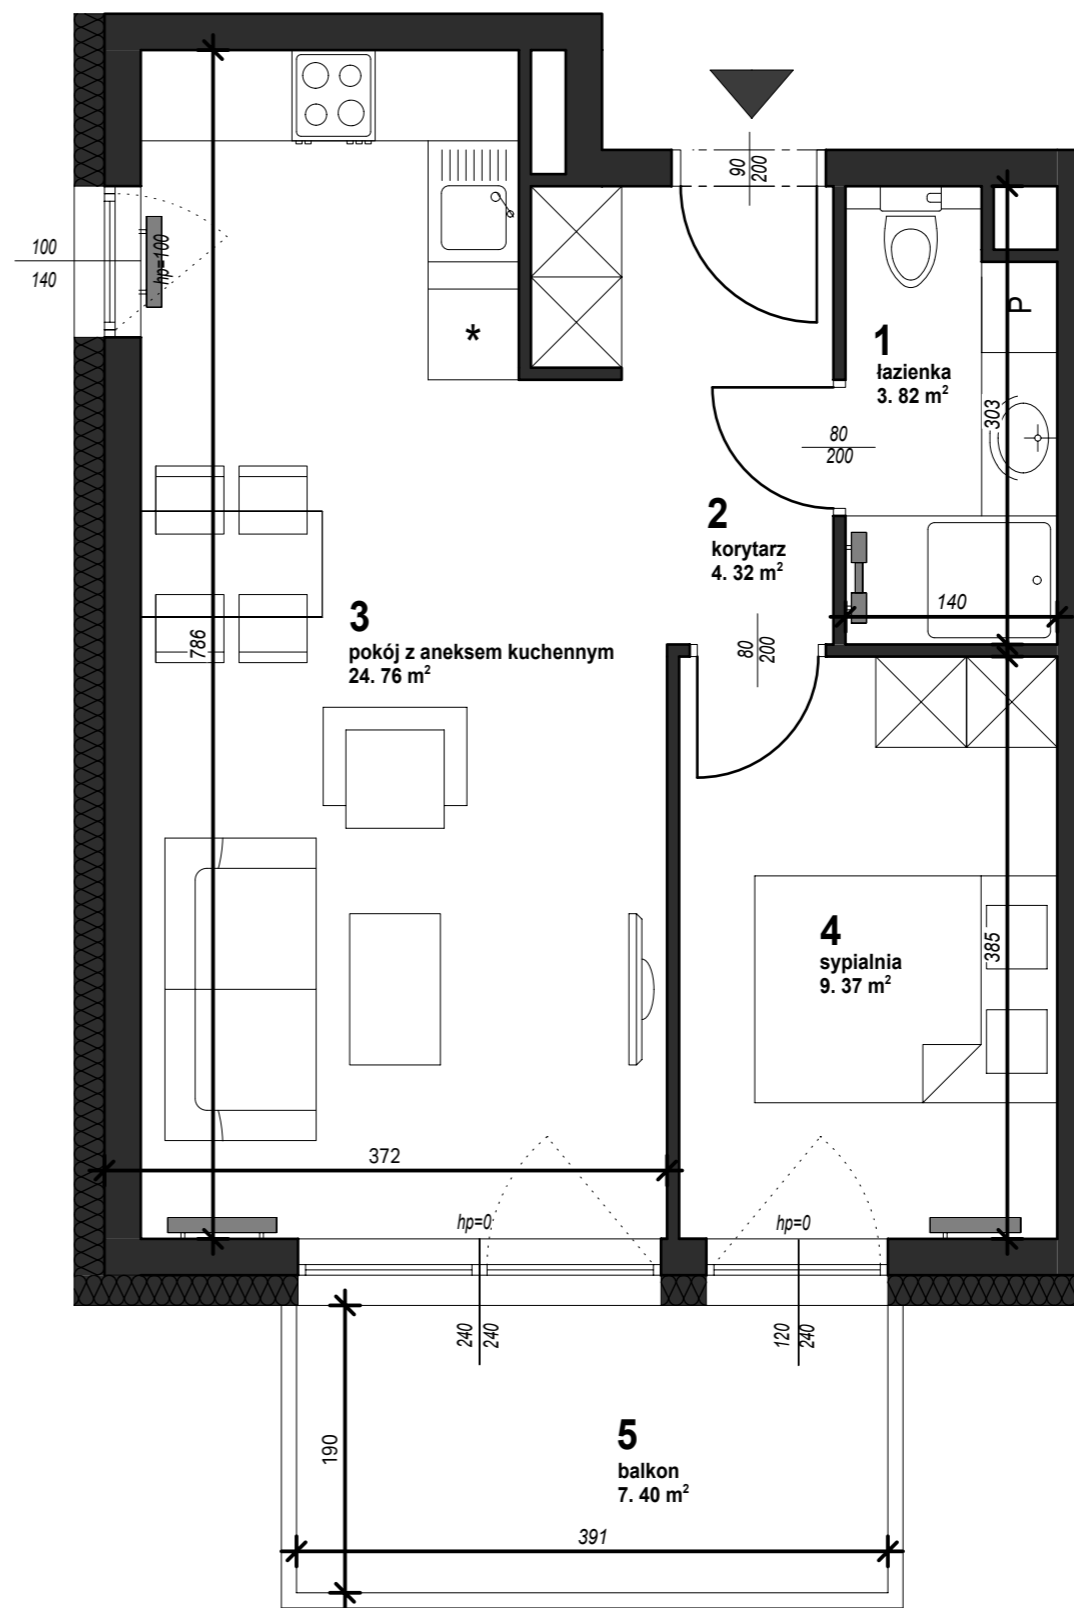 90
200
100
140
hp=100
*
P
1
łazienka
3. 82 m²
303
80
200
2
korytarz
4. 32 m²
140
3
pokój z aneksem kuchennym
24. 76 m²
786
80
200
4
sypialnia
9. 37 m²
385
372
hp=0
hp=0
240
240
120
240
5
balkon
7. 40 m²
190
391